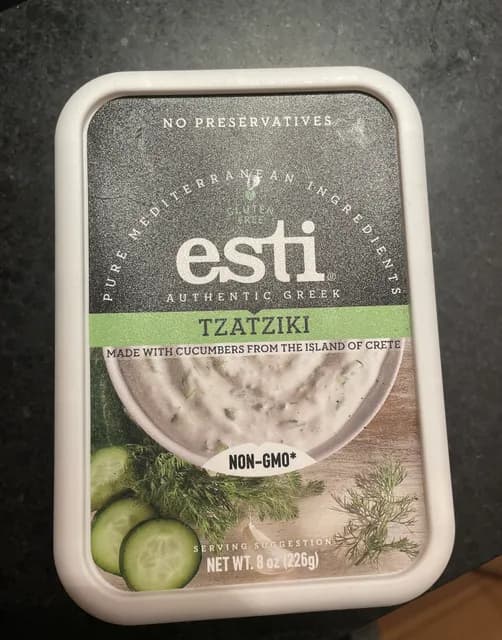 NO PRESERVATIVES
PURE MEDITERRANEAN INGREDIENTS
GLUTEN
FREE
esti®
AUTHENTIC GREEK
TZATZIKI
MADE WITH CUCUMBERS FROM THE ISLAND OF CRETE
NON-GMO*
SERVING SUGGESTION
NET WT. 8 oz (226g)